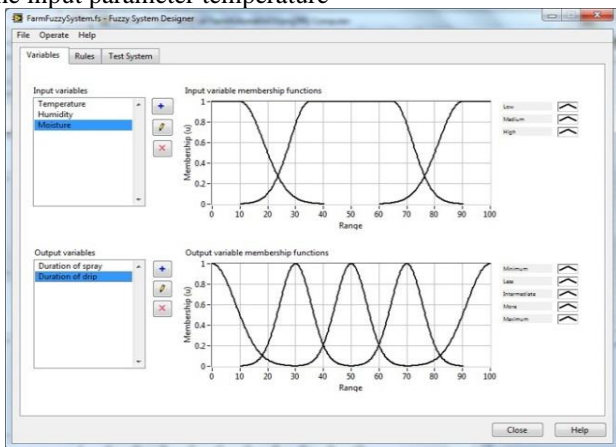 he input parameter temperature
FarmFuzzySystem.fs - Fuzzy System Designer
File Operate Help
Variables Rules Test System
Input variables
Temperature
Humidity
Moisture
Input variable membership functions
Membership (u)
1
0.8
0.6
0.4
0.2
0
0 10 20 30 40 50 60 70 80 90 100
Range
Low
Medium
High
Output variables
Duration of spray
Duration of drip
Output variable membership functions
Membership (u)
1
0.8
0.6
0.4
0.2
0
0 10 20 30 40 50 60 70 80 90 100
Range
Minimum
Less
Intermediate
More
Maximum
Close Help